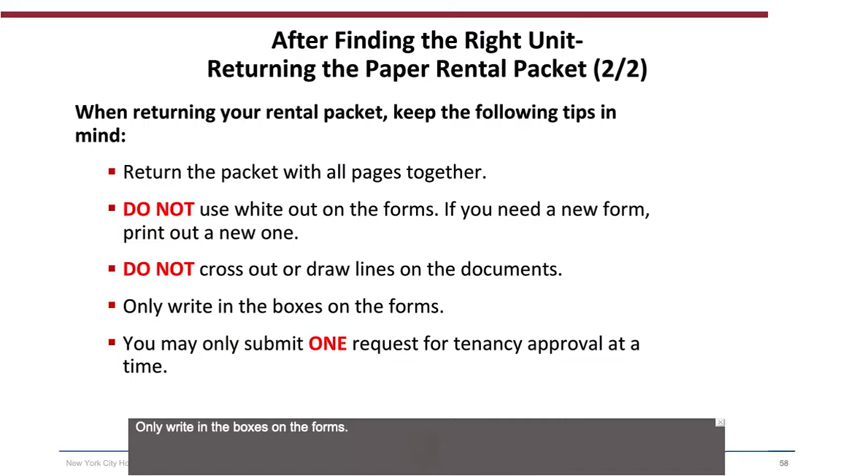 After Finding the Right Unit-
Returning the Paper Rental Packet (2/2)
When returning your rental packet, keep the following tips in
mind:
▪ Return the packet with all pages together.
▪ DO NOT use white out on the forms. If you need a new form,
print out a new one.
▪ DO NOT cross out or draw lines on the documents.
▪ Only write in the boxes on the forms.
▪ You may only submit ONE request for tenancy approval at a
time.
Only write in the boxes on the forms.
New York City
58